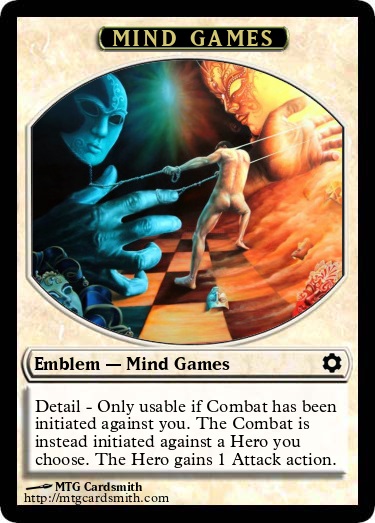 MIND GAMES
Emblem — Mind Games
Detail - Only usable if Combat has been
initiated against you. The Combat is
instead initiated against a Hero you
choose. The Hero gains 1 Attack action.
MTG Cardsmith
http://mtgcardsmith.com